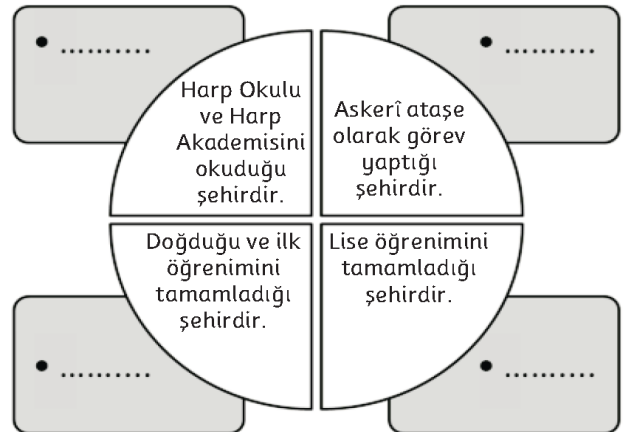 • ..........
• ..........
Harp Okulu
ve Harp
Akademisini
okuduğu
şehirdir.
Askerî ataşe
olarak görev
yaptığı
şehirdir.
Doğduğu ve ilk
öğrenimini
tamamladığı
şehirdir.
Lise öğrenimini
tamamladığı
şehirdir.
• ..........
• ..........